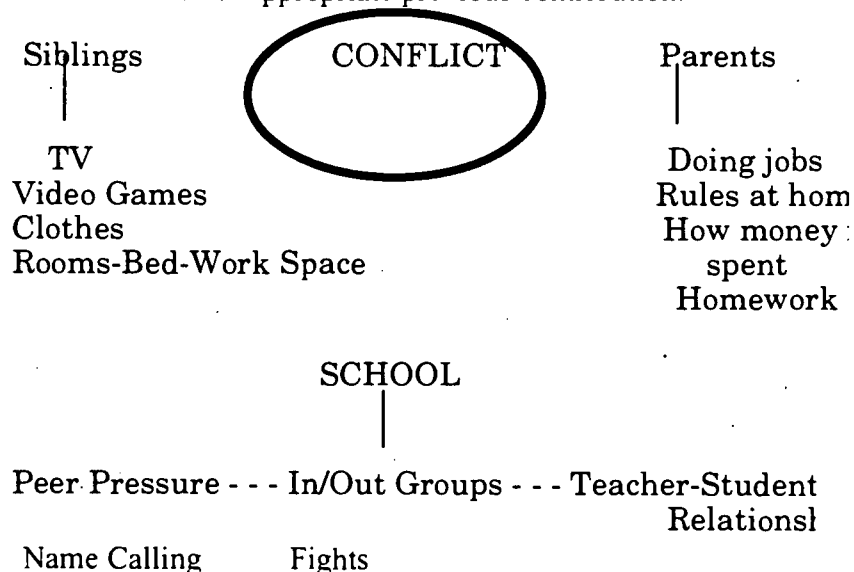 Siblings CONFLICT Parents
TV Doing jobs
Video Games Rules at hom
Clothes How money
Rooms-Bed-Work Space spent
Homework
SCHOOL
Peer Pressure - - - In/Out Groups - - - Teacher-Student
Relationsh
Name Calling Fights